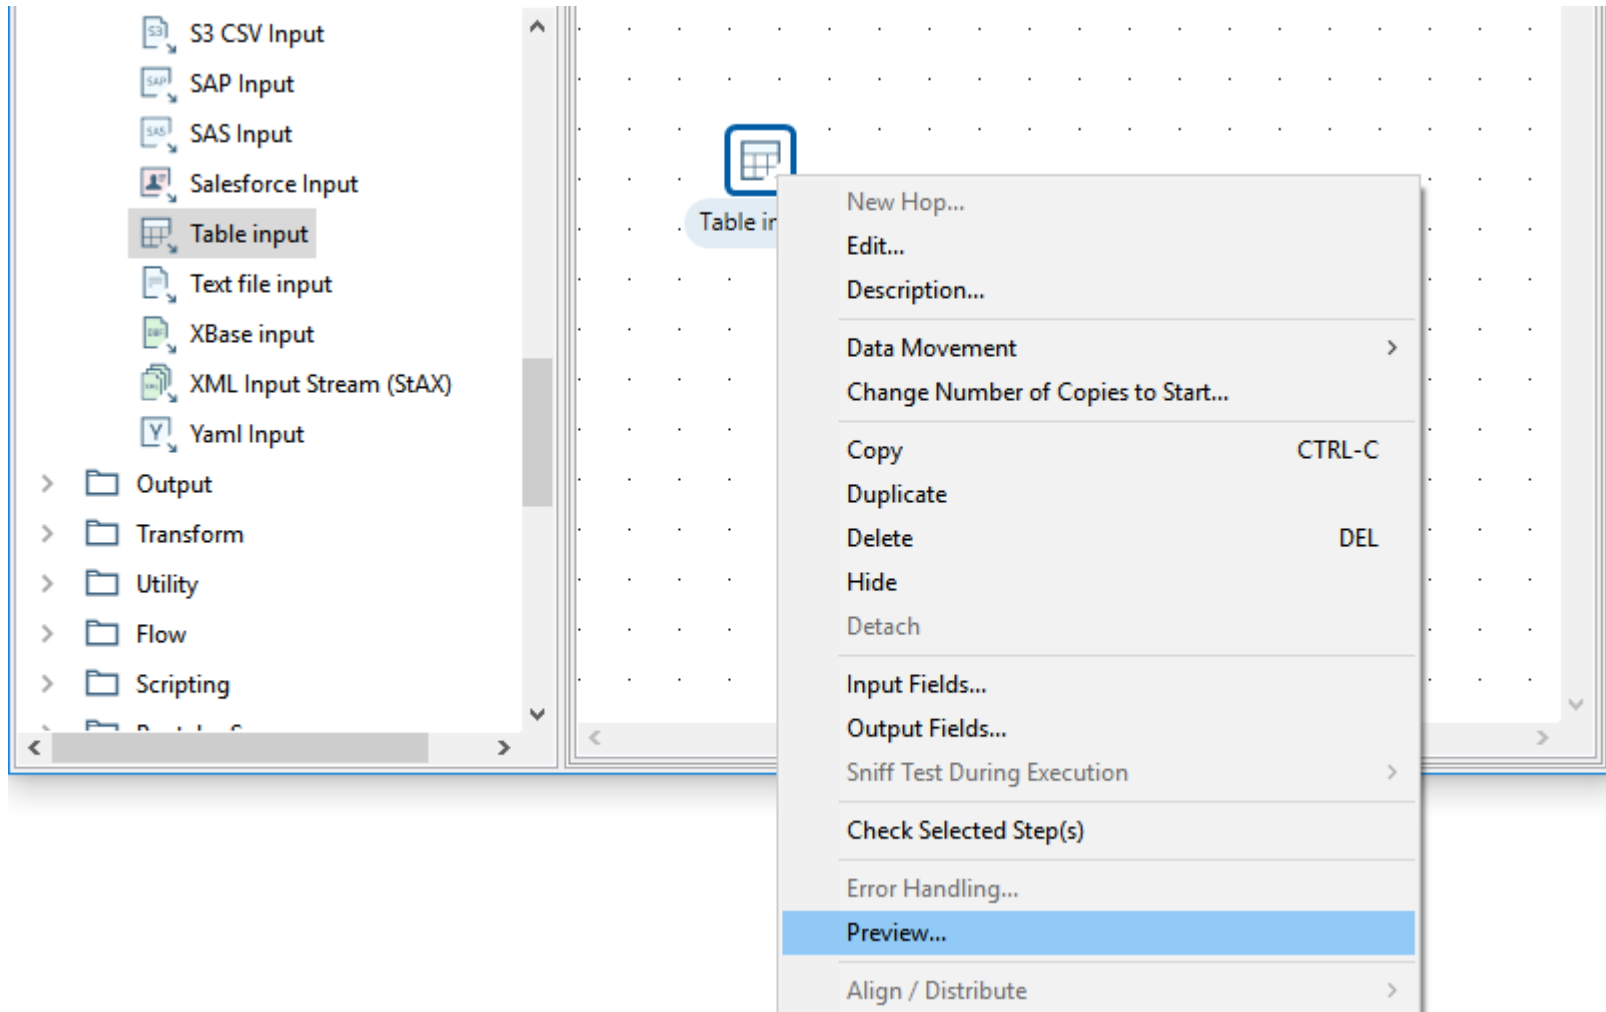 S3 CSV Input
SAP Input
SAS Input
Salesforce Input
Table input
Text file input
XBase input
XML Input Stream (StAX)
Yaml Input
Output
Transform
Utility
Flow
Scripting
Table
New Hop...
Edit...
Description...
Data Movement
Change Number of Copies to Start...
Copy CTRL-C
Duplicate
Delete DEL
Hide
Detach
Input Fields...
Output Fields...
Sniff Test During Execution
Check Selected Step(s)
Error Handling...
Preview...
Align / Distribute